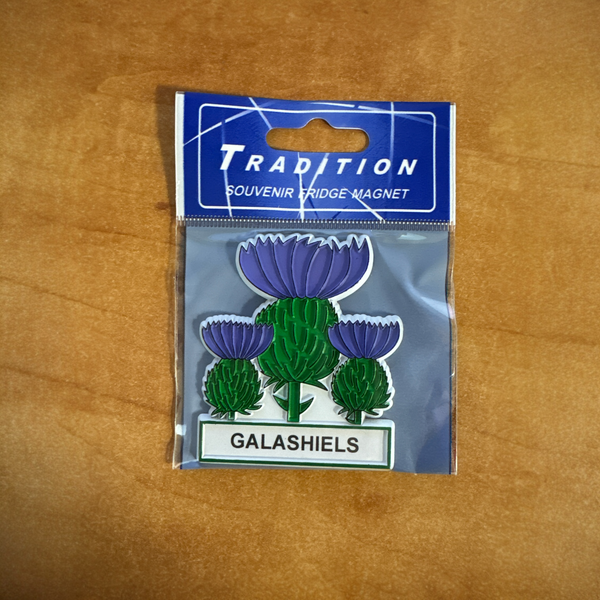 TRADITION
SOUVENIR FRIDGE MAGNET
GALASHIELS